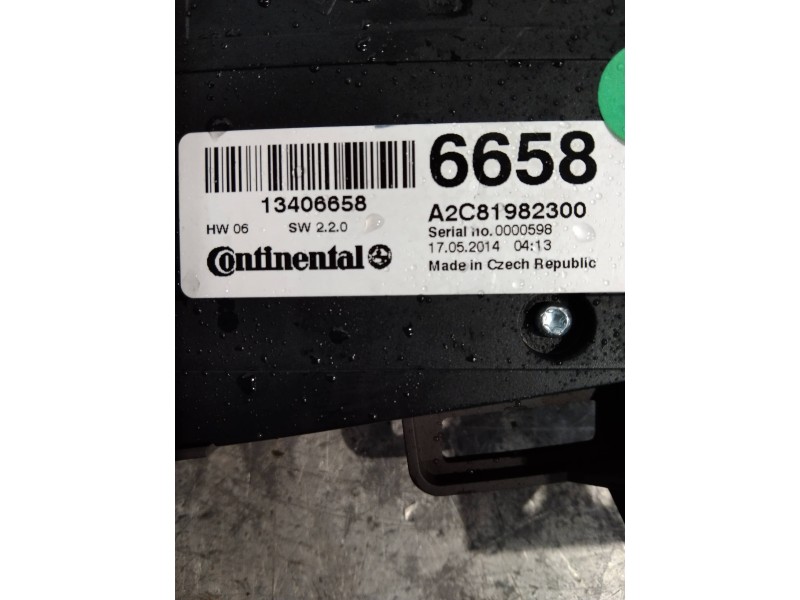 6658
13406658
A2C81982300
HW 06 SW 2.2.0
Serial no. 0000598
17.05.2014 04:13
Continental
Made in Czech Republic